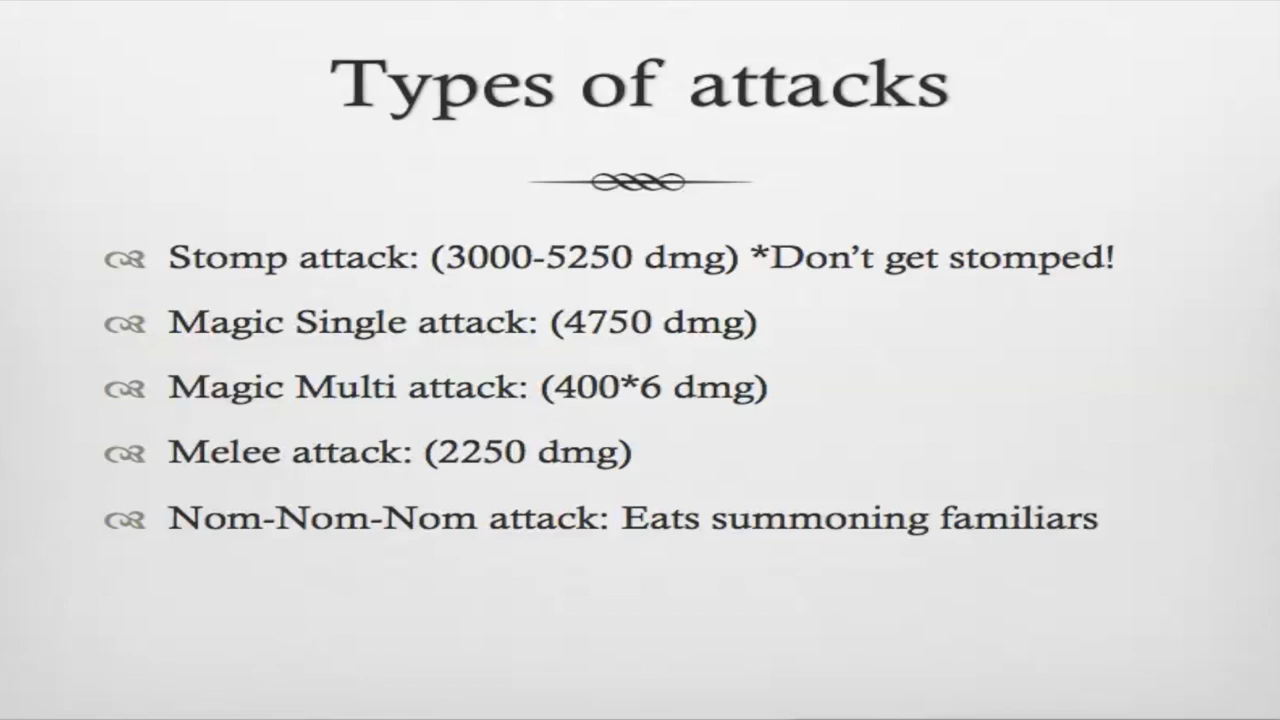 Types of attacks
Stomp attack: (3000-5250 dmg) *Don’t get stomped!
Magic Single attack: (4750 dmg)
Magic Multi attack: (400*6 dmg)
Melee attack: (2250 dmg)
Nom-Nom-Nom attack: Eats summoning familiars